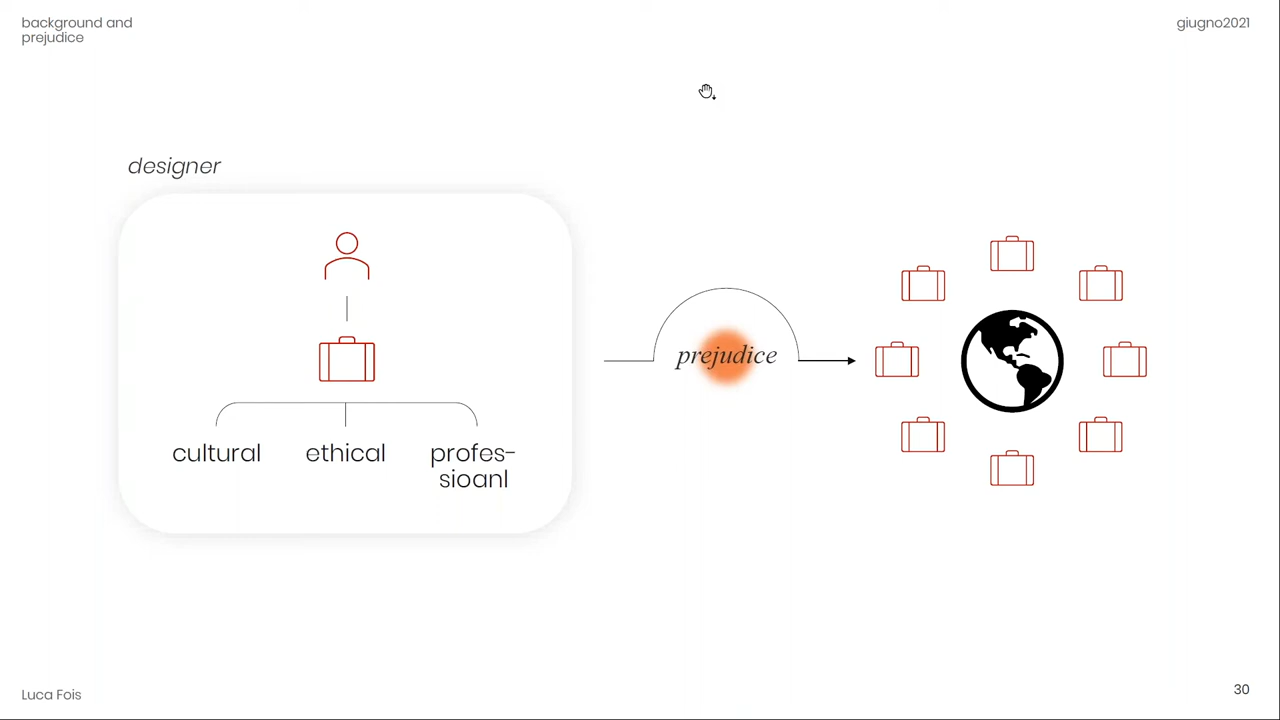 background and
prejudice
giugno2021
designer
prejudice
cultural
ethical
profes-
sioanl
Luca Fois
30